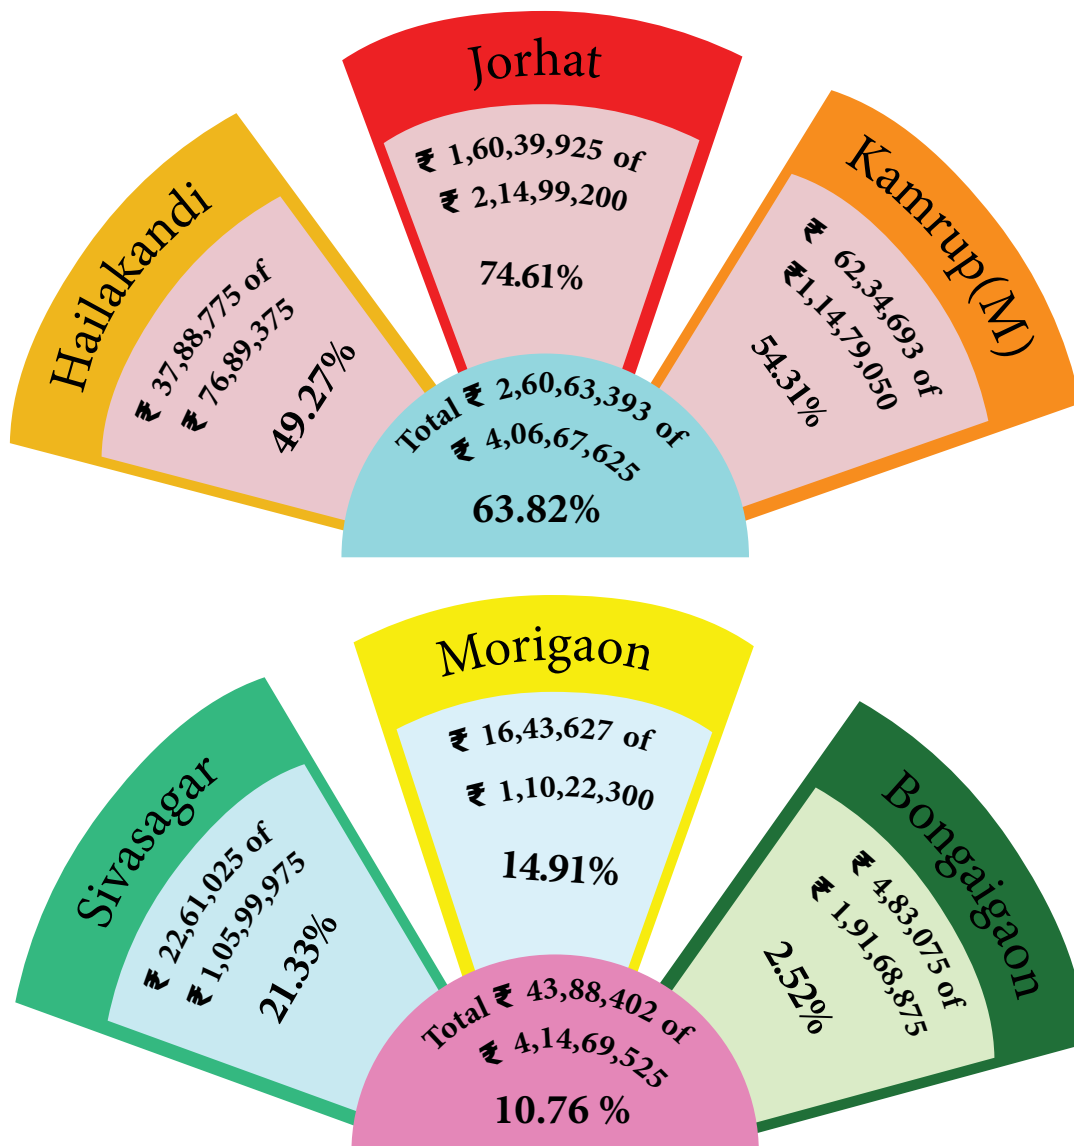 Jorhat
₹ 1,60,39,925 of
₹ 2,14,99,200
74.61%
Hailakandi
₹ 37,88,775 of
₹ 76,89,375
49.27%
Kamrup(M)
₹ 62,34,693 of
₹1,14,79,050
54.31%
Total ₹ 2,60,63,393 of
₹ 4,06,67,625
63.82%
Morigaon
₹ 16,43,627 of
₹ 1,10,22,300
14.91%
Sivasagar
₹ 22,61,025 of
₹ 1,05,99,975
21.33%
Bongaigaon
₹ 4,83,075 of
₹ 1,91,68,875
2.52%
Total ₹ 43,88,402 of
₹ 4,14,69,525
10.76 %